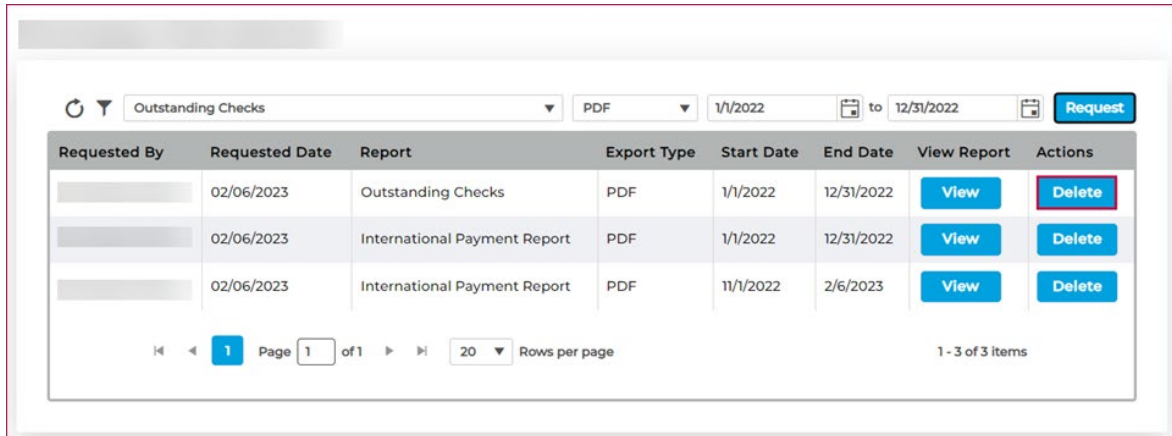 Outstanding Checks PDF 1/1/2022 to 12/31/2022 Request
Requested By Requested Date Report Export Type Start Date End Date View Report Actions
02/06/2023 Outstanding Checks PDF 1/1/2022 12/31/2022 View Delete
02/06/2023 International Payment Report PDF 1/1/2022 12/31/2022 View Delete
02/06/2023 International Payment Report PDF 11/1/2022 2/6/2023 View Delete
1 Page 1 of 1 20 Rows per page 1 - 3 of 3 items